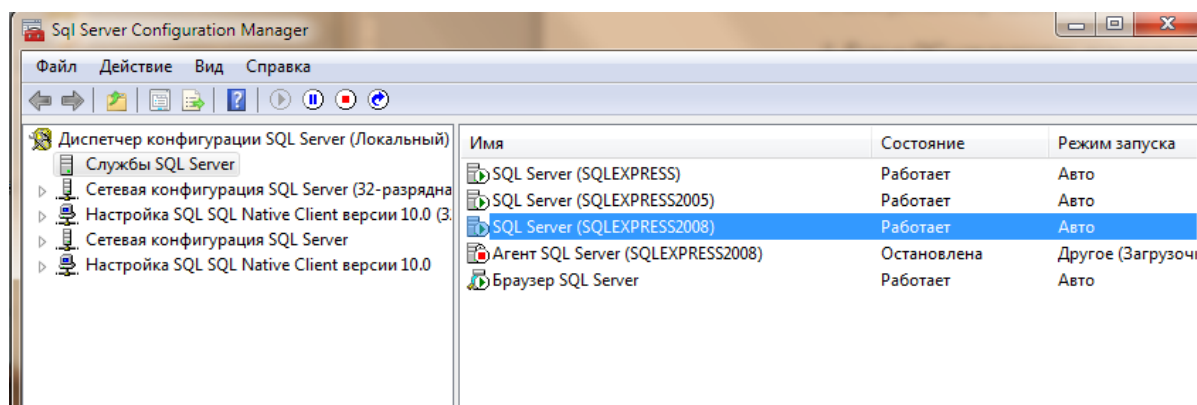 Sql Server Configuration Manager
Файл Действие Вид Справка
Диспетчер конфигурации SQL Server (Локальный)
Службы SQL Server
Сетевая конфигурация SQL Server (32-разрядна
Настройка SQL SQL Native Client версии 10.0 (3.
Сетевая конфигурация SQL Server
Настройка SQL SQL Native Client версии 10.0
Имя Состояние Режим запуска
SQL Server (SQLEXPRESS) Работает Авто
SQL Server (SQLEXPRESS2005) Работает Авто
SQL Server (SQLEXPRESS2008) Работает Авто
Агент SQL Server (SQLEXPRESS2008) Остановлена Другое (Загрузоч
Браузер SQL Server Работает Авто